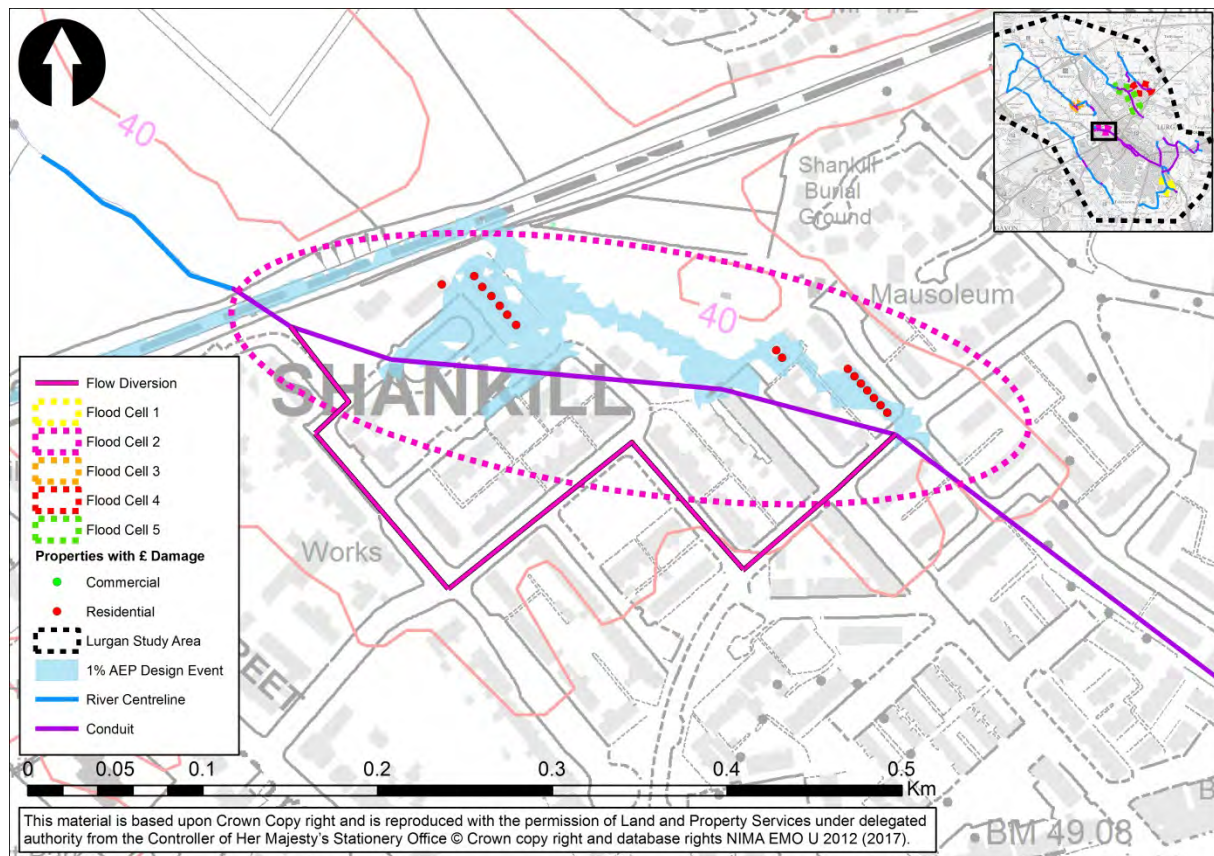 40
Shankill
Burial
Ground
40
Mausoleum
SHANKILL
Works
BM 49.08
LURGAN
Flow Diversion
Flood Cell 1
Flood Cell 2
Flood Cell 3
Flood Cell 4
Flood Cell 5
Properties with £ Damage
Commercial
Residential
Lurgan Study Area
1% AEP Design Event
River Centreline
Conduit
0 0.05 0.1 0.2 0.3 0.4 0.5
Km
This material is based upon Crown Copy right and is reproduced with the permission of Land and Property Services under delegated
authority from the Controller of Her Majesty's Stationery Office © Crown copy right and database rights NIMA EMO U 2012 (2017).